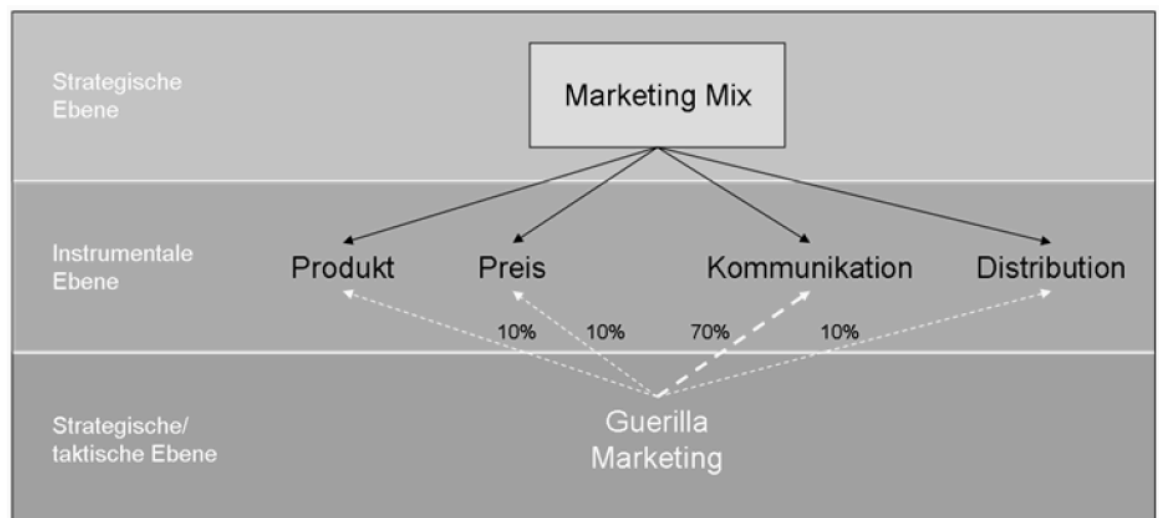 Strategische
Ebene
Marketing Mix
Instrumentale
Ebene
Produkt
Preis
Kommunikation
Distribution
10%
10%
70%
10%
Strategische/
taktische Ebene
Guerilla
Marketing